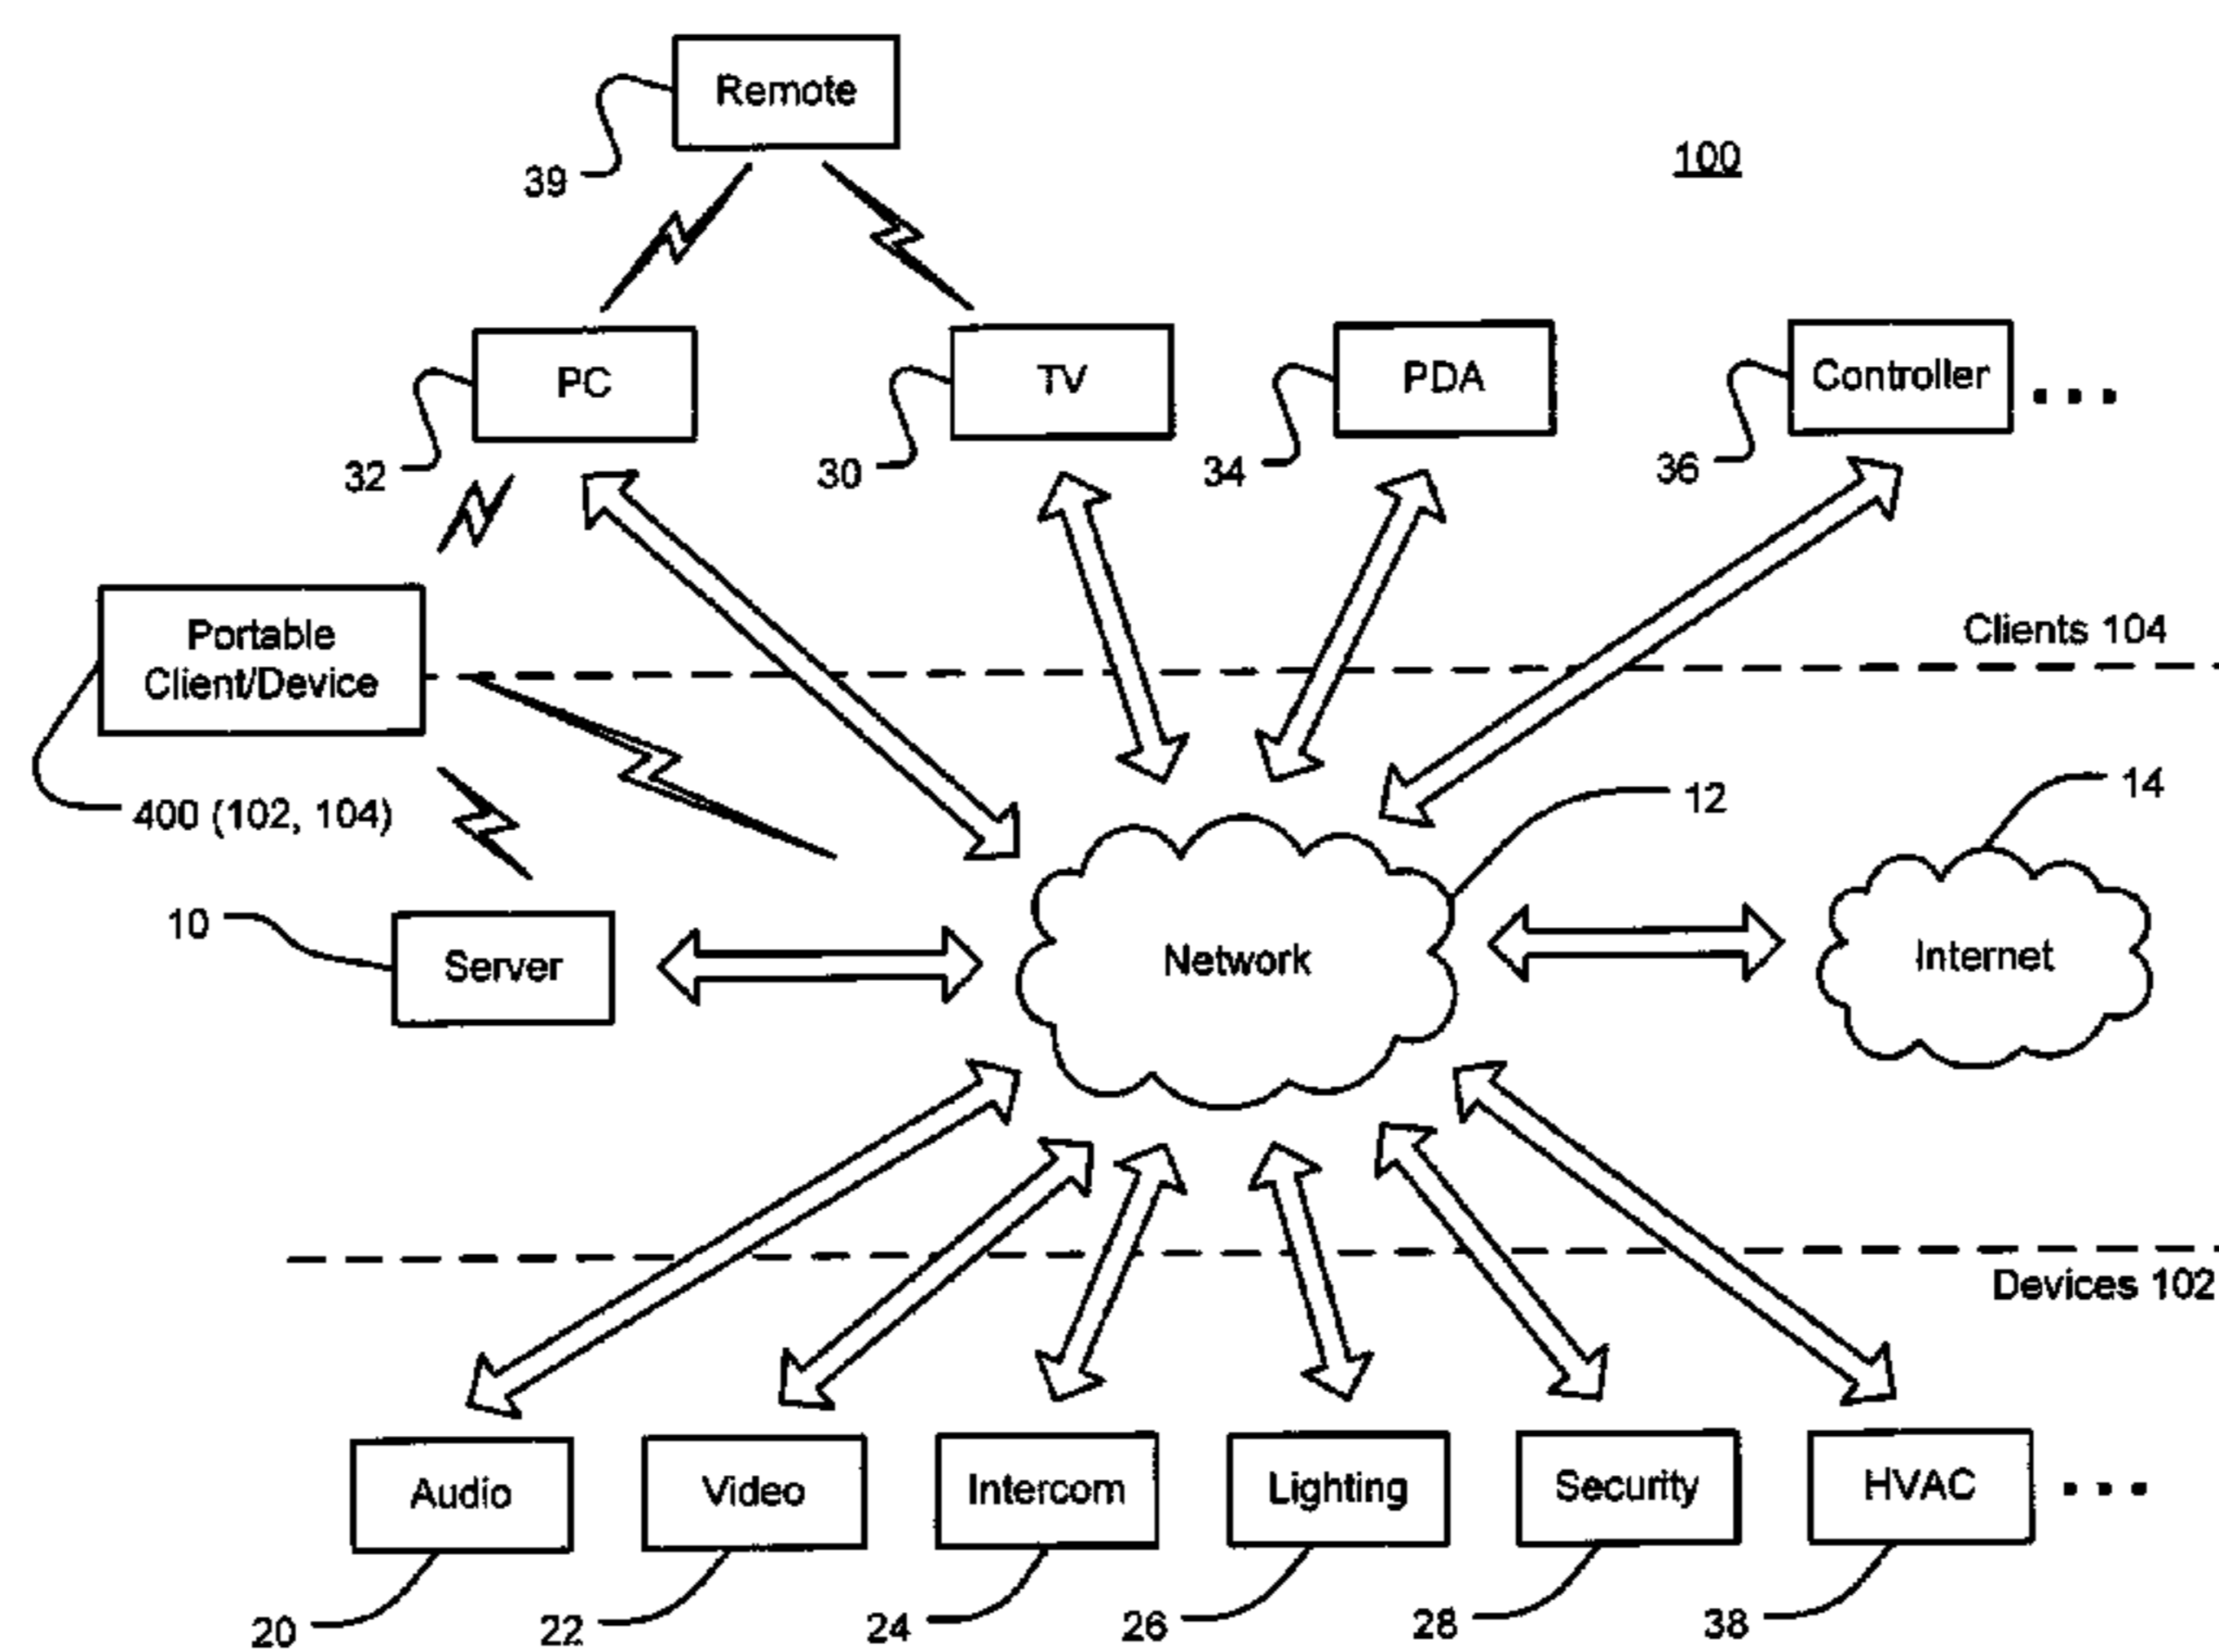 Remote
39
100
PC
TV
PDA
Controller
32
30
34
36
Clients 104
Portable
Client/Device
400 (102, 104)
12
14
10
Server
Network
Internet
Devices 102
Audio
Video
Intercom
Lighting
Security
HVAC
20
22
24
26
28
38